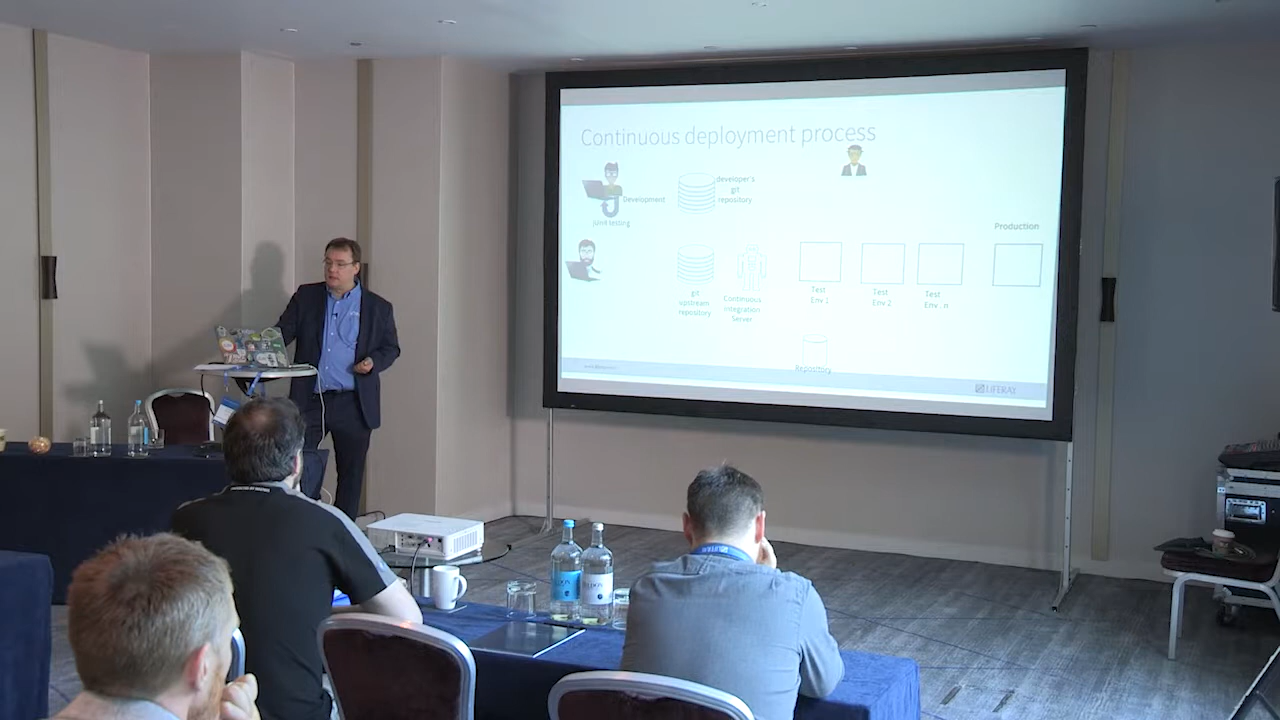 Continuous deployment process
Development
joint testing
developer's
git
repository
Production
git
upstream
repository
Continuous
Integration
Server
Test
Env 1
Test
Env 2
Test
Env . n
Repository
LIFERAY